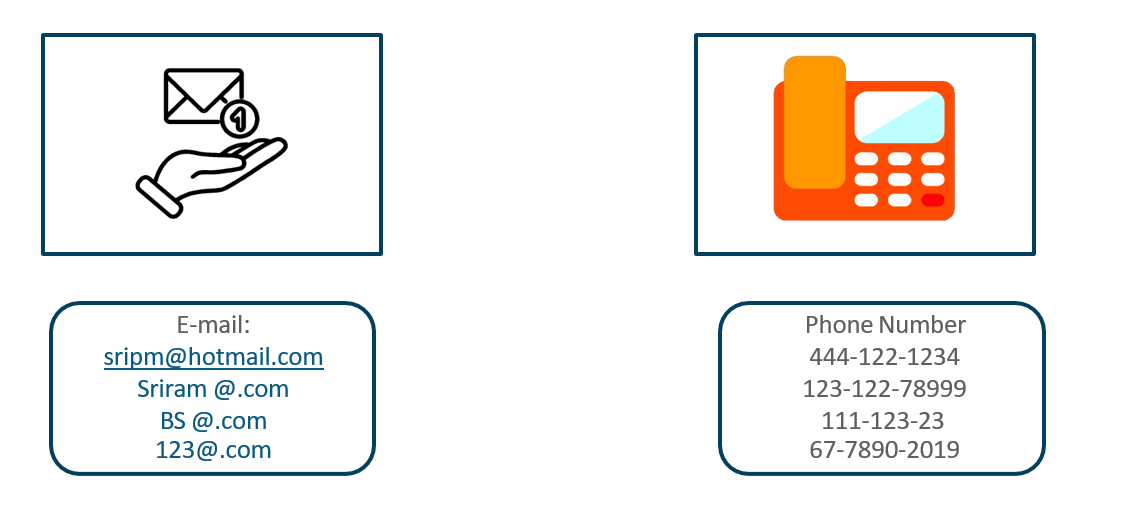 1
E-mail:
sripm@hotmail.com
Sriram @.com
BS @.com
123@.com
Phone Number
444-122-1234
123-122-78999
111-123-23
67-7890-2019